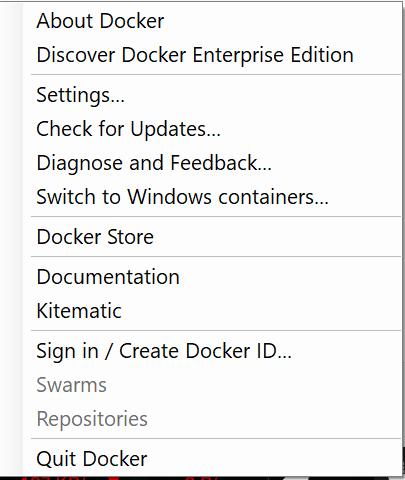 About Docker
Discover Docker Enterprise Edition
Settings...
Check for Updates...
Diagnose and Feedback...
Switch to Windows containers...
Docker Store
Documentation
Kitematic
Sign in / Create Docker ID...
Swarms
Repositories
Quit Docker